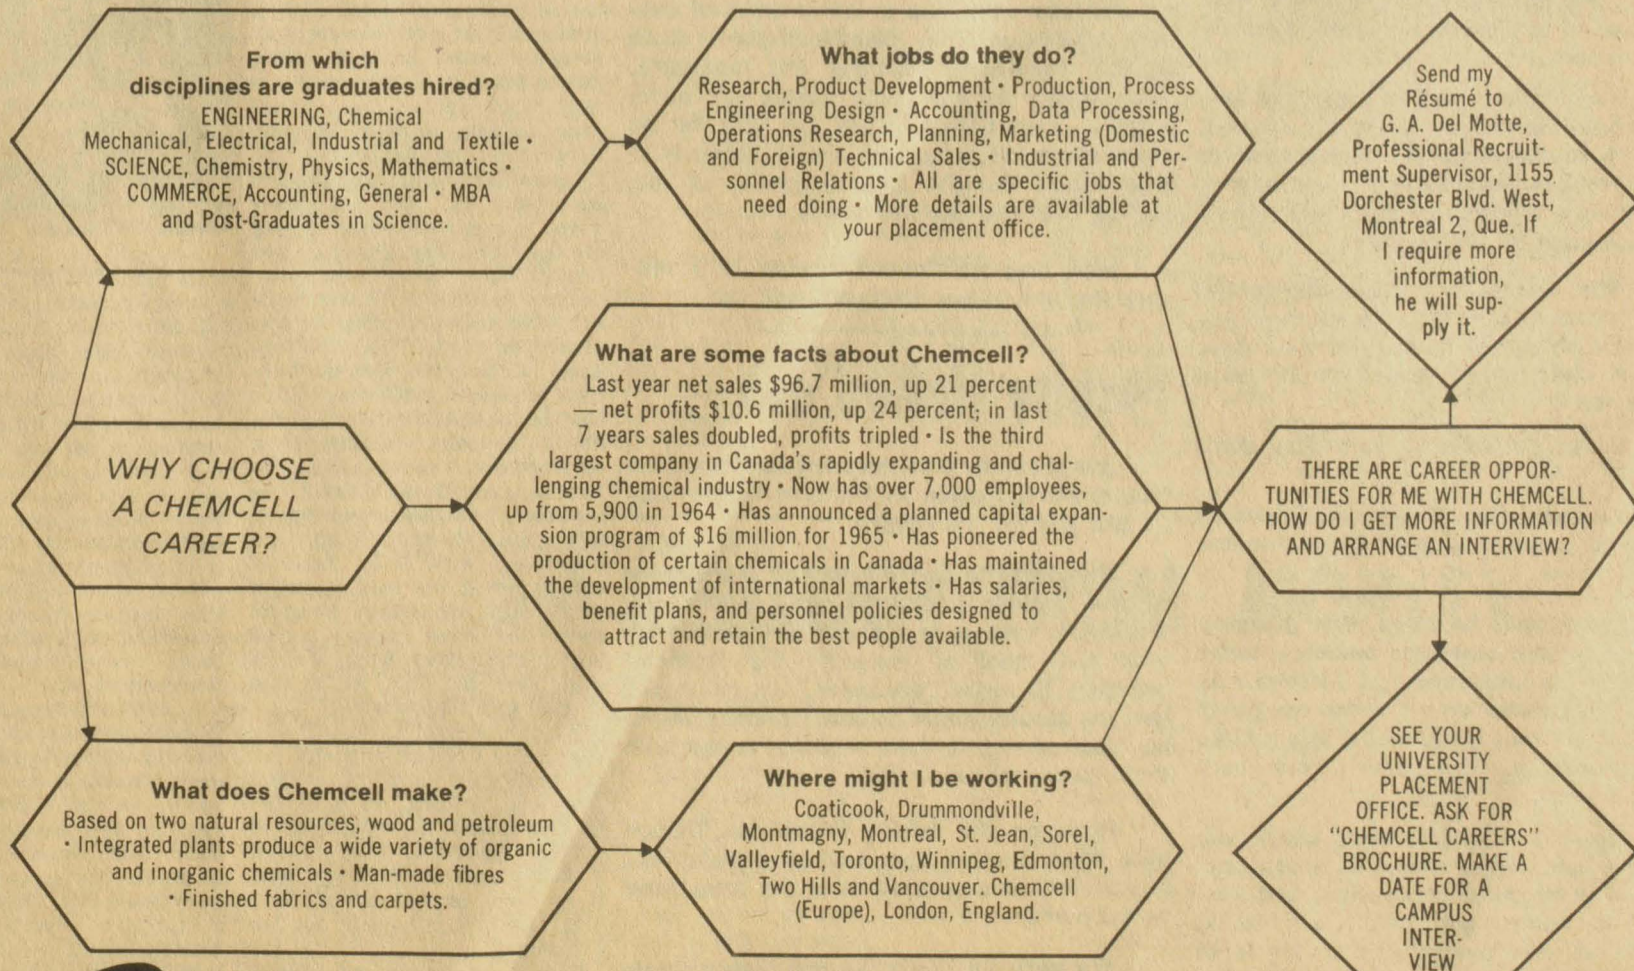 WHY CHOOSE
A CHEMCELL
CAREER?
From which
disciplines are graduates hired?
ENGINEERING, Chemical
Mechanical, Electrical, Industrial and Textile •
SCIENCE, Chemistry, Physics, Mathematics •
COMMERCE, Accounting, General • MBA
and Post-Graduates in Science.
What jobs do they do?
Research, Product Development • Production, Process
Engineering Design • Accounting, Data Processing,
Operations Research, Planning, Marketing (Domestic
and Foreign) Technical Sales • Industrial and Per-
sonnel Relations • All are specific jobs that
need doing • More details are available at
your placement office.
What are some facts about Chemcell?
Last year net sales $96.7 million, up 21 percent
— net profits $10.6 million, up 24 percent; in last
7 years sales doubled, profits tripled • Is the third
largest company in Canada's rapidly expanding and chal-
lenging chemical industry • Now has over 7,000 employees,
up from 5,900 in 1964 • Has announced a planned capital expan-
sion program of $16 million for 1965 • Has pioneered the
production of certain chemicals in Canada • Has maintained
the development of international markets • Has salaries,
benefit plans, and personnel policies designed to
attract and retain the best people available.
What does Chemcell make?
Based on two natural resources, wood and petroleum
• Integrated plants produce a wide variety of organic
and inorganic chemicals • Man-made fibres
• Finished fabrics and carpets.
Where might I be working?
Coaticook, Drummondville,
Montmagny, Montreal, St. Jean, Sorel,
Valleyfield, Toronto, Winnipeg, Edmonton,
Two Hills and Vancouver. Chemcell
(Europe), London, England.
THERE ARE CAREER OPPOR-
TUNITIES FOR ME WITH CHEMCELL.
HOW DO I GET MORE INFORMATION
AND ARRANGE AN INTERVIEW?
Send my
Résumé to
G. A. Del Motte,
Professional Recruit-
ment Supervisor, 1155
Dorchester Blvd. West,
Montreal 2, Que. If
I require more
information,
he will sup-
ply it.
SEE YOUR
UNIVERSITY
PLACEMENT
OFFICE. ASK FOR
"CHEMCELL CAREERS"
BROCHURE. MAKE A
DATE FOR A
CAMPUS
INTER-
VIEW